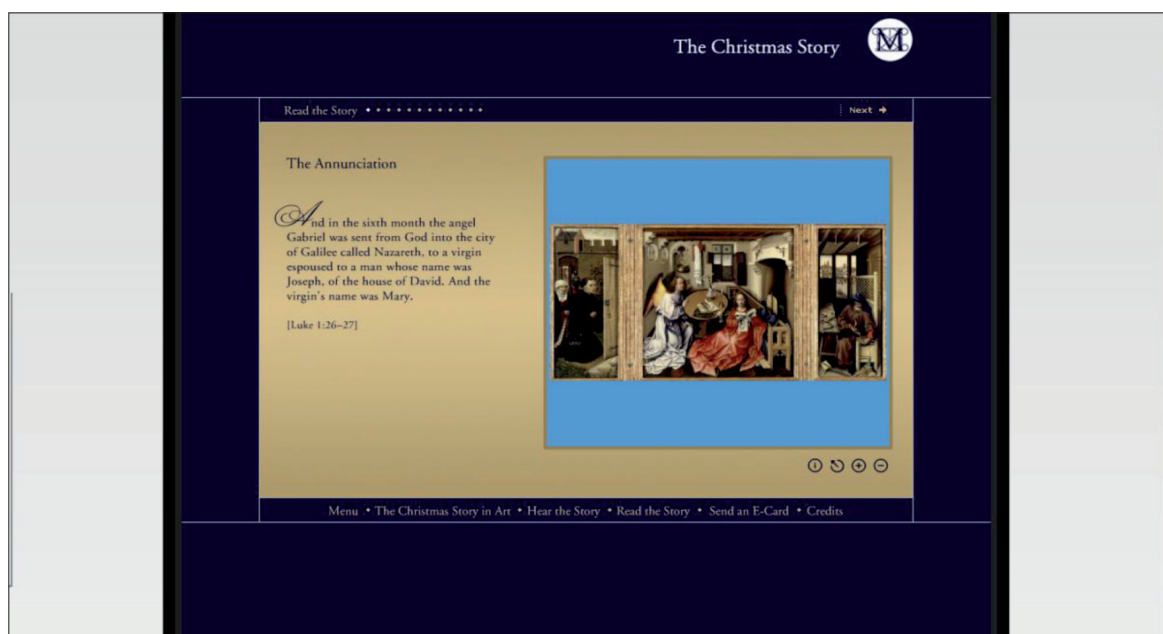 The Christmas Story
M
Read the Story
Next
The Annunciation
And in the sixth month the angel
Gabriel was sent from God into the city
of Galilee called Nazareth, to a virgin
espoused to a man whose name was
Joseph, of the house of David. And the
virgin's name was Mary.
[Luke 1:26–27]
Menu • The Christmas Story in Art • Hear the Story • Read the Story • Send an E-Card • Credits